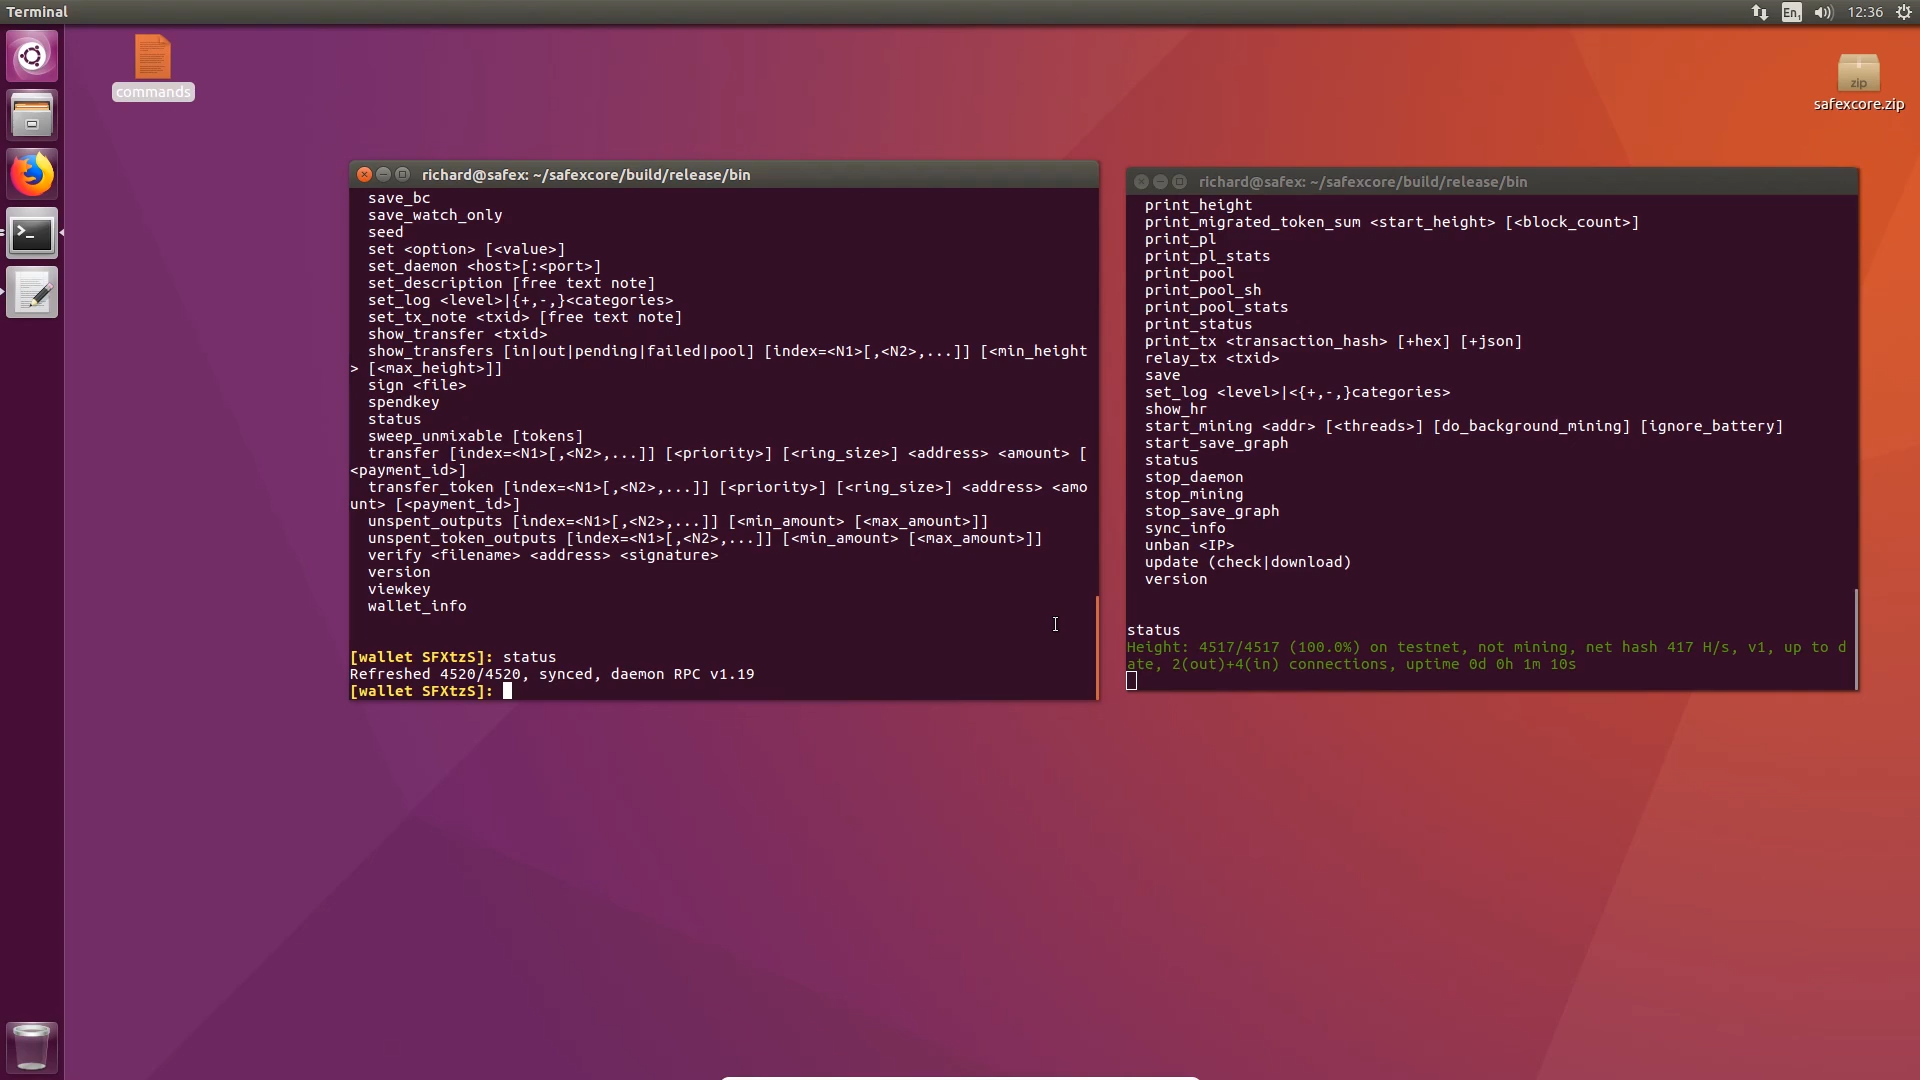 Terminal
En1
12:36
commands
zip
safexcore.zip
richard@safex: ~/safexcore/build/release/bin
save_bc
save_watch_only
seed
set <option> [<value>]
set_daemon <host>[:<port>]
set_description [free text note]
set_log <level>|{+,-,}<categories>
set_tx_note <txid> [free text note]
show_transfer <txid>
show_transfers [in|out|pending|failed|pool] [index=<N1>[,<N2>,...]] [<min_height
> [<max_height>]]
sign <file>
spendkey
status
sweep_unmixable [tokens]
transfer [index=<N1>[,<N2>,...]] [<priority>] [<ring_size>] <address> <amount> [
<payment_id>]
transfer_token [index=<N1>[,<N2>,...]] [<priority>] [<ring_size>] <address> <amo
unt> [<payment_id>]
unspent_outputs [index=<N1>[,<N2>,...]] [<min_amount> [<max_amount>]]
unspent_token_outputs [index=<N1>[,<N2>,...]] [<min_amount> [<max_amount>]]
verify <filename> <address> <signature>
version
viewkey
wallet_info
[wallet SFXtzS]: status
Refreshed 4520/4520, synced, daemon RPC v1.19
[wallet SFXtzS]:
richard@safex: ~/safexcore/build/release/bin
print_height
print_migrated_token_sum <start_height> [<block_count>]
print_pl
print_pl_stats
print_pool
print_pool_sh
print_pool_stats
print_status
print_tx <transaction_hash> [+hex] [+json]
relay_tx <txid>
save
set_log <level>|<{+,-,}categories>
show_hr
start_mining <addr> [<threads>] [do_background_mining] [ignore_battery]
start_save_graph
status
stop_daemon
stop_mining
stop_save_graph
sync_info
unban <IP>
update (check|download)
version
status
Height: 4517/4517 (100.0%) on testnet, not mining, net hash 417 H/s, v1, up to d
ate, 2(out)+4(in) connections, uptime 0d 0h 1m 10s